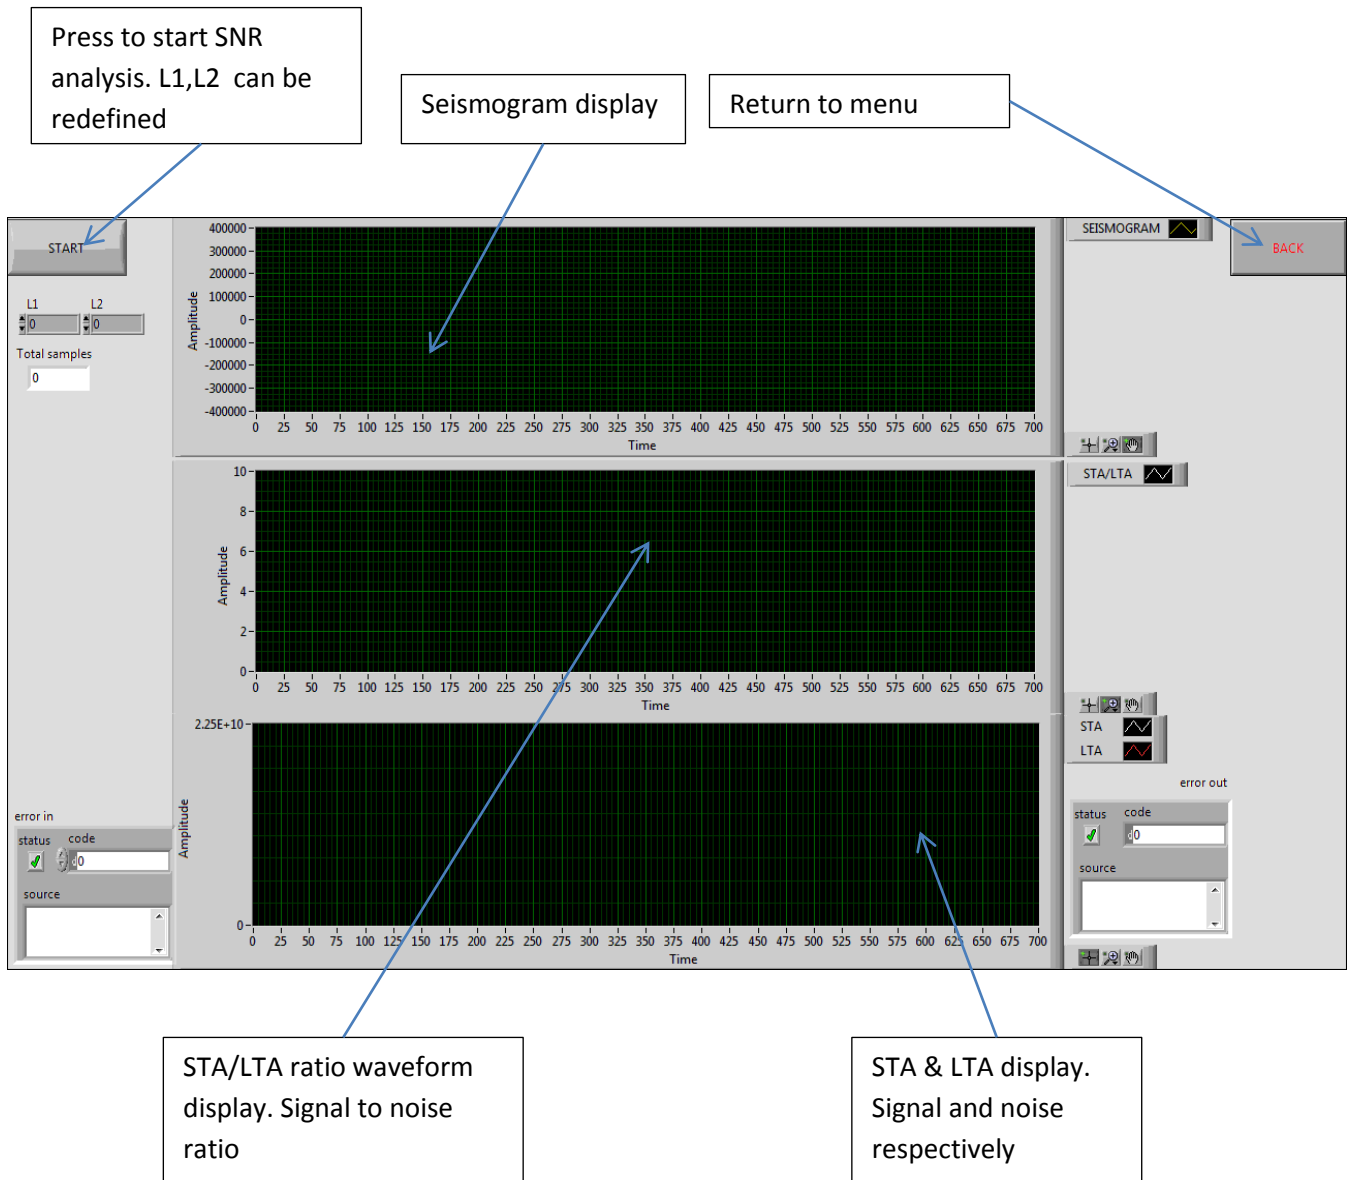 Press to start SNR
analysis. L1,L2 can be
redefined
Seismogram display
Return to menu
START
L1 L2
0 0
Total samples
0
400000
300000
200000
100000
0
-100000
-200000
-300000
-400000
Amplitude
0 25 50 75 100 125 150 175 200 225 250 275 300 325 350 375 400 425 450 475 500 525 550 575 600 625 650 675 700
Time
SEISMOGRAM
BACK
10
8
6
4
2
0
Amplitude
0 25 50 75 100 125 150 175 200 225 250 275 300 325 350 375 400 425 450 475 500 525 550 575 600 625 650 675 700
Time
STA/LTA
2.25E+10
0
Amplitude
0 25 50 75 100 125 150 175 200 225 250 275 300 325 350 375 400 425 450 475 500 525 550 575 600 625 650 675 700
Time
STA
LTA
error in
status code
d0
source
error out
status code
d0
source
STA/LTA ratio waveform
display. Signal to noise
ratio
STA & LTA display.
Signal and noise
respectively